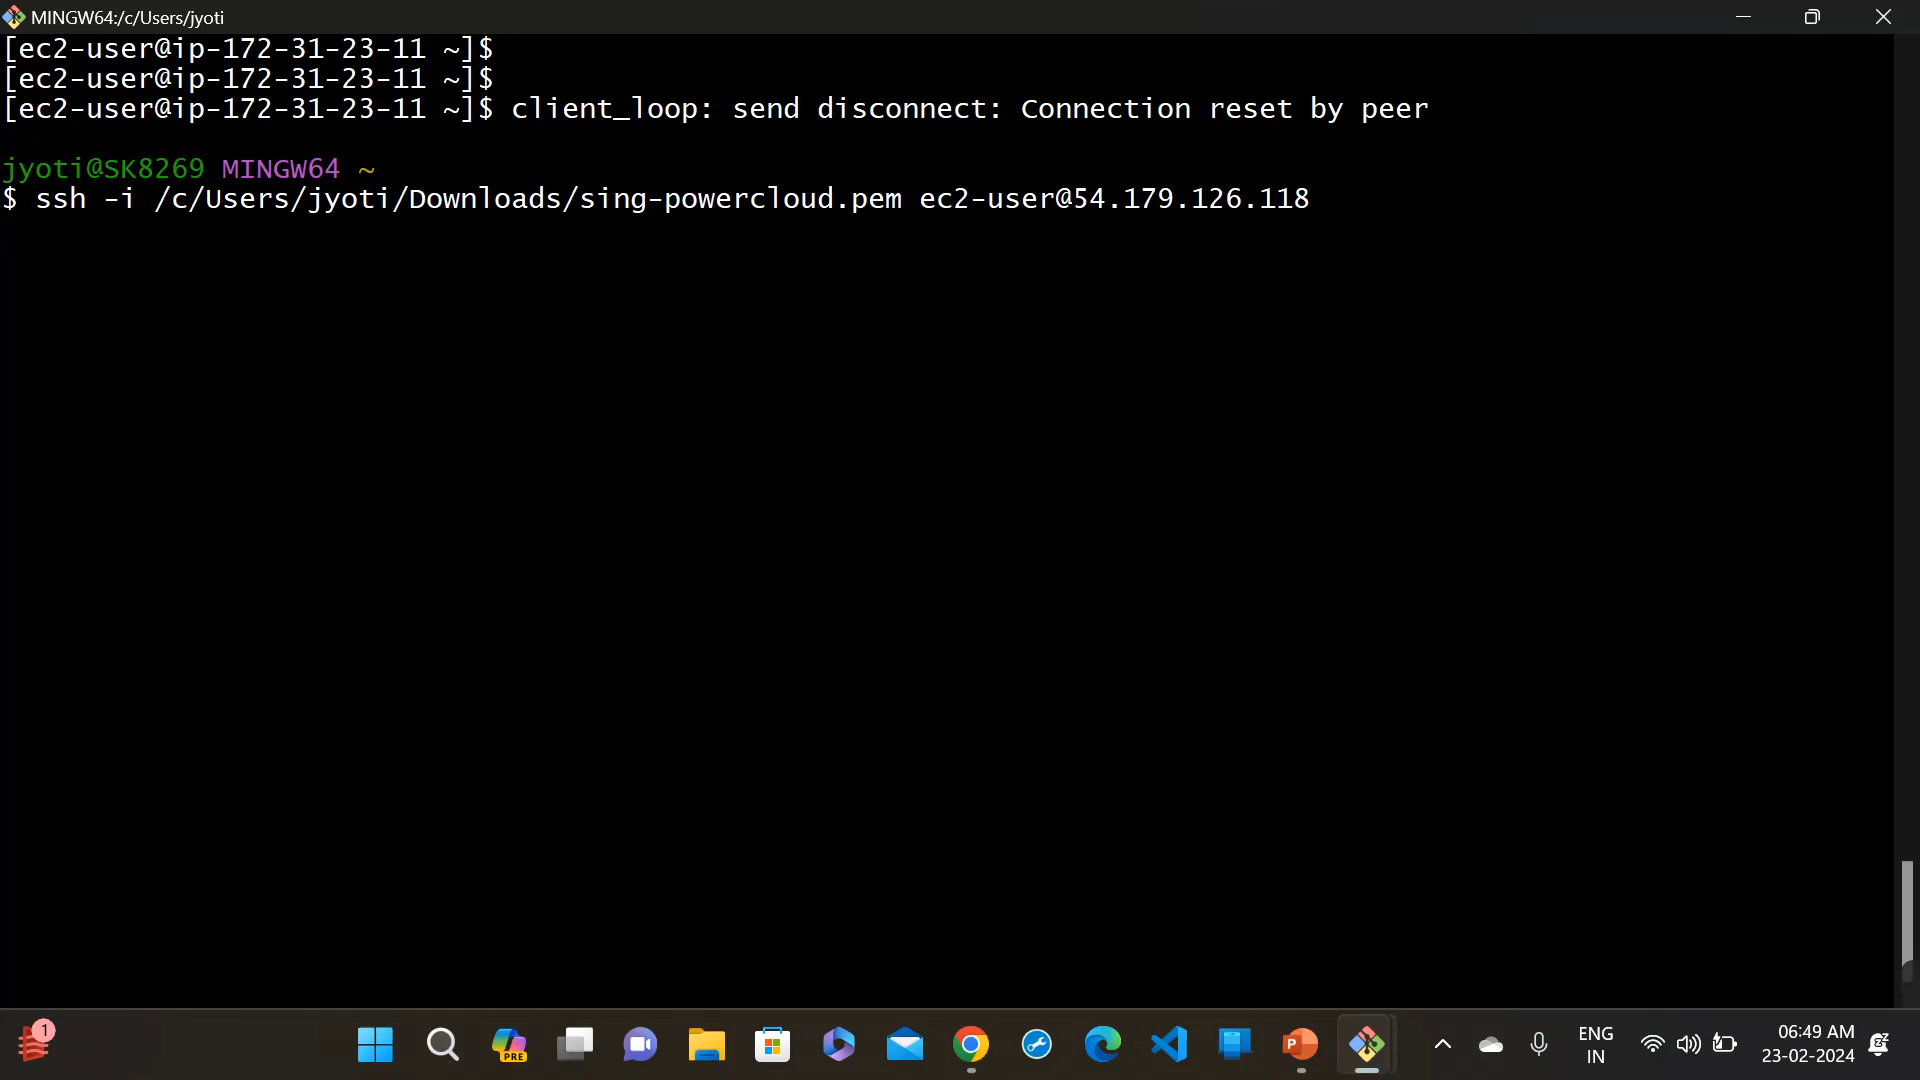 MINGW64:/c/Users/jyoti
[ec2-user@ip-172-31-23-11 ~]$
[ec2-user@ip-172-31-23-11 ~]$
[ec2-user@ip-172-31-23-11 ~]$ client_loop: send disconnect: Connection reset by peer
jyoti@SK8269 MINGW64 ~
$ ssh -i /c/Users/jyoti/Downloads/sing-powercloud.pem ec2-user@54.179.126.118
1
PRE
P
ENG
IN
06:49 AM
23-02-2024